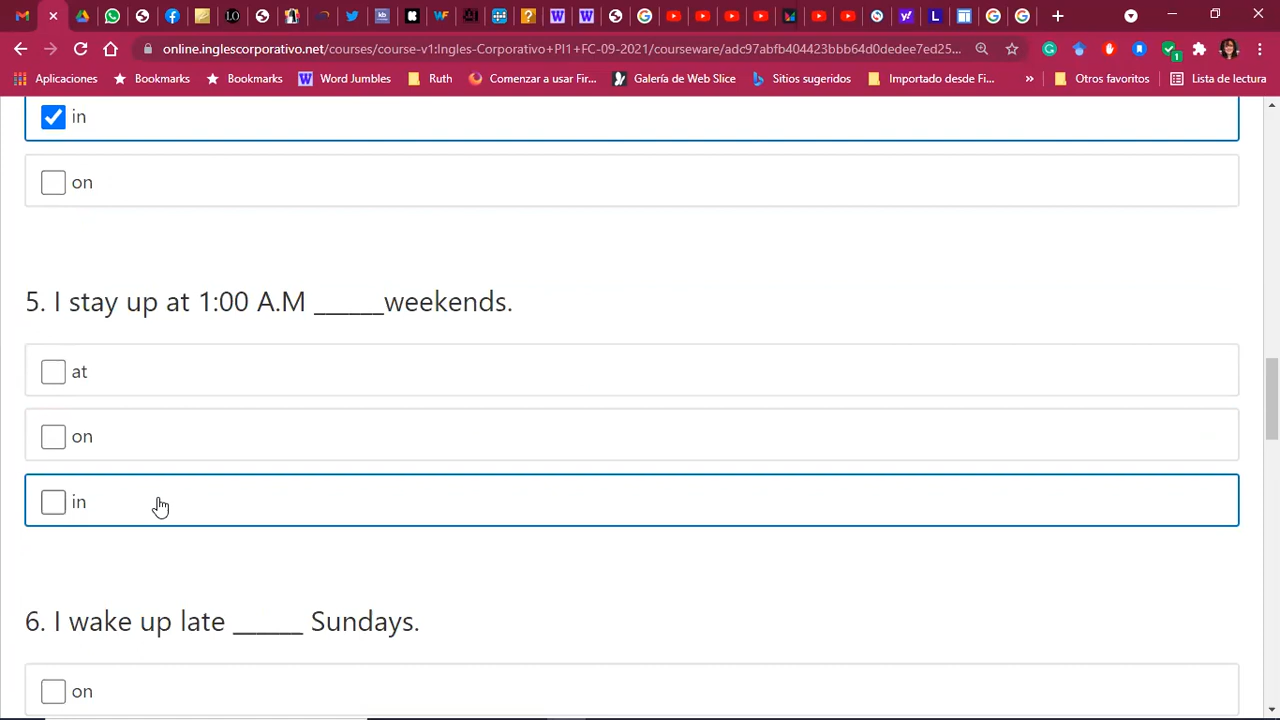 online.inglescorporativo.net/courses/course-v1:Ingles-Corporativo+PI1+FC-09-2021/courseware/adc97abfb404423bbb64d0dedee7ed25...
Aplicaciones Bookmarks Bookmarks Word Jumbles Ruth Comenzar a usar Fir... Galería de Web Slice Sitios sugeridos Importado desde Fi... » Otros favoritos Lista de lectura
in
on
5. I stay up at 1:00 A.M ______weekends.
at
on
in
6. I wake up late ______ Sundays.
on